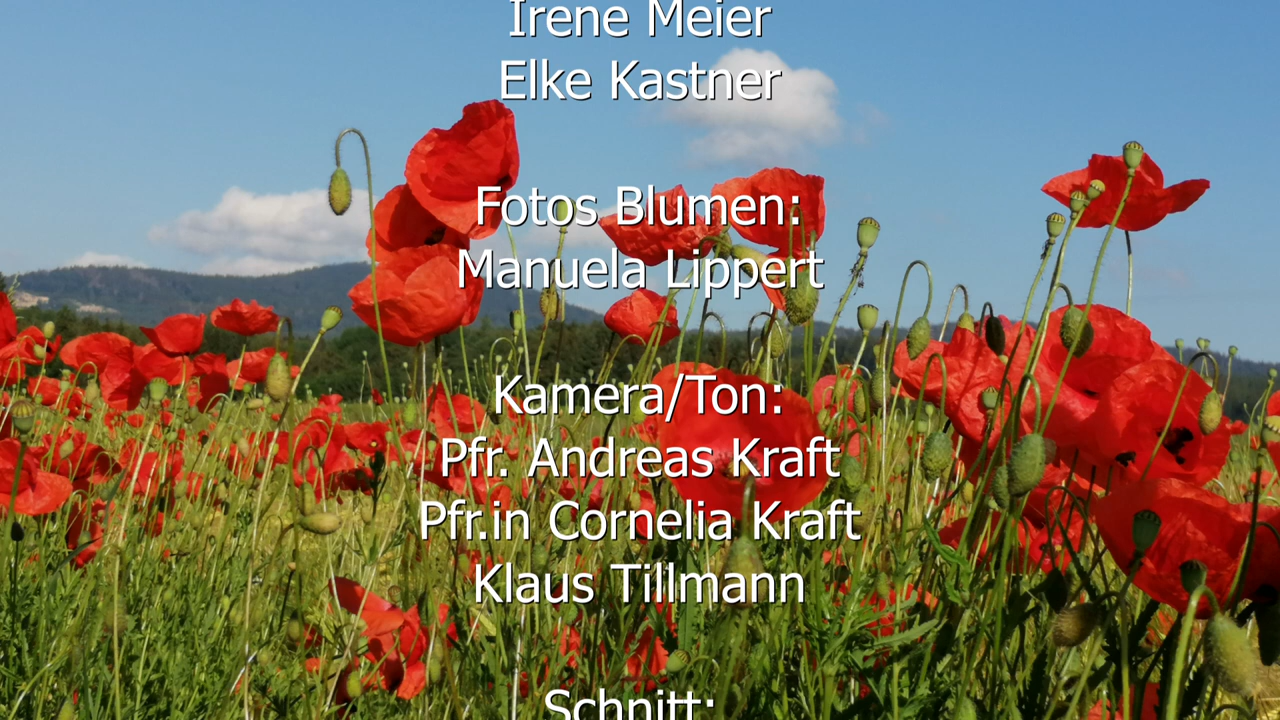 Irene Meier
Elke Kastner
Fotos Blumen:
Manuela Lippert
Kamera/Ton:
Pfr. Andreas Kraft
Pfr.in Cornelia Kraft
Klaus Tillmann
Schnitt: